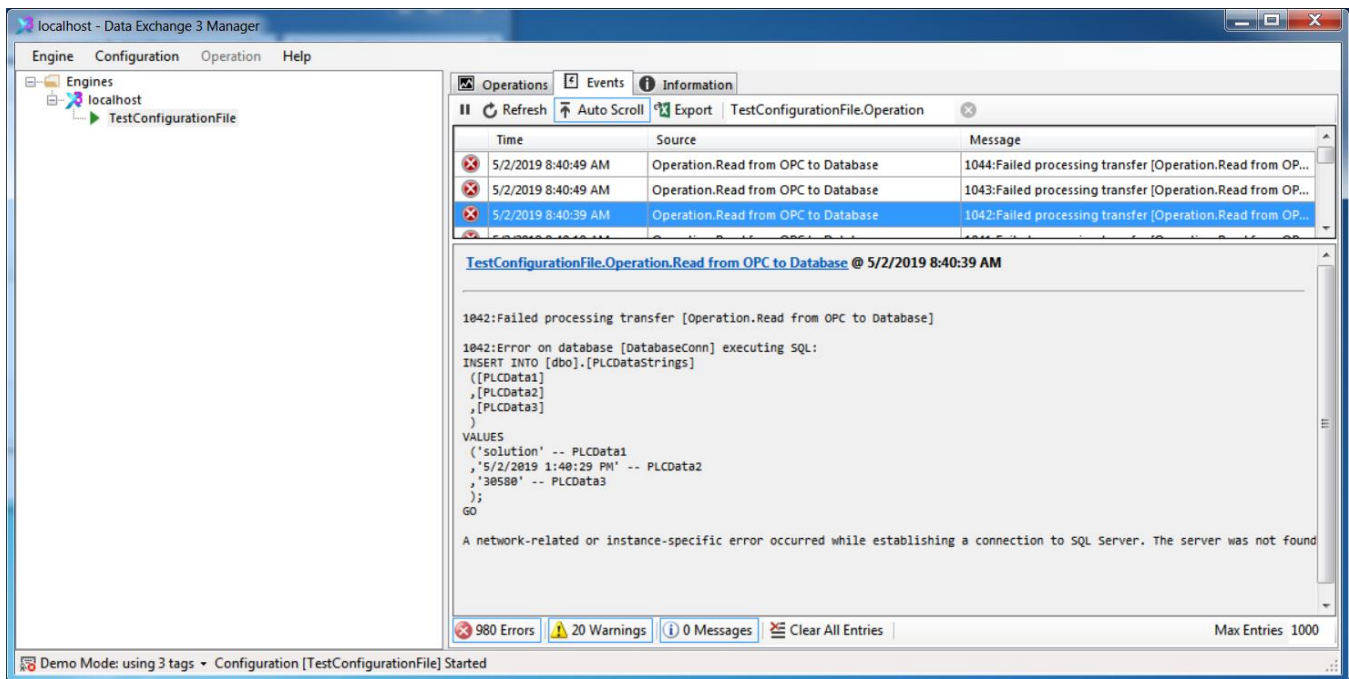 localhost - Data Exchange 3 Manager
Engine Configuration Operation Help
Engines
localhost
TestConfigurationFile
Operations Events Information
Refresh Auto Scroll Export TestConfigurationFile.Operation
Time Source Message
5/2/2019 8:40:49 AM Operation.Read from OPC to Database 1044:Failed processing transfer [Operation.Read from OP...
5/2/2019 8:40:49 AM Operation.Read from OPC to Database 1043:Failed processing transfer [Operation.Read from OP...
5/2/2019 8:40:39 AM Operation.Read from OPC to Database 1042:Failed processing transfer [Operation.Read from OP...
TestConfigurationFile.Operation.Read from OPC to Database @ 5/2/2019 8:40:39 AM
1042:Failed processing transfer [Operation.Read from OPC to Database]
1042:Error on database [DatabaseConn] executing SQL:
INSERT INTO [dbo].[PLCDataStrings]
([PLCData1]
,[PLCData2]
,[PLCData3]
)
VALUES
('solution' -- PLCData1
,'5/2/2019 1:40:29 PM' -- PLCData2
,'30580' -- PLCData3
);
GO
A network-related or instance-specific error occurred while establishing a connection to SQL Server. The server was not found
980 Errors 20 Warnings 0 Messages Clear All Entries Max Entries 1000
Demo Mode: using 3 tags Configuration [TestConfigurationFile] Started